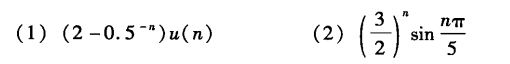 (1) (2 - 0.5⁻ⁿ)u(n) (2) (3/2)ⁿ sin nπ/5